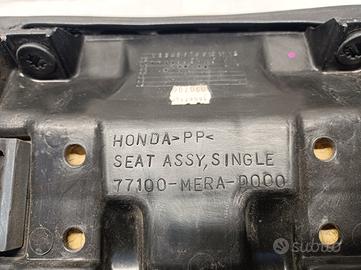 HONDA >PP<
SEAT ASSY, SINGLE
77100-MERA-D000
subito